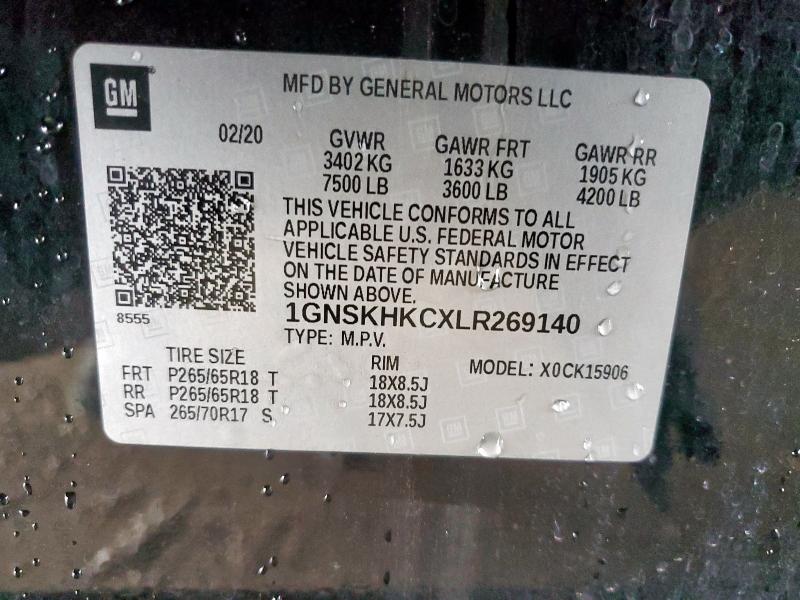 GM
MFD BY GENERAL MOTORS LLC
02/20
GVWR
3402 KG
7500 LB
GAWR FRT
1633 KG
3600 LB
GAWR RR
1905 KG
4200 LB
THIS VEHICLE CONFORMS TO ALL
APPLICABLE U.S. FEDERAL MOTOR
VEHICLE SAFETY STANDARDS IN EFFECT
ON THE DATE OF MANUFACTURE
SHOWN ABOVE.
8555
1GNSKHKCXLR269140
TYPE: M.P.V.
TIRE SIZE RIM MODEL: X0CK15906
FRT P265/65R18 T 18X8.5J
RR P265/65R18 T 18X8.5J
SPA 265/70R17 S 17X7.5J